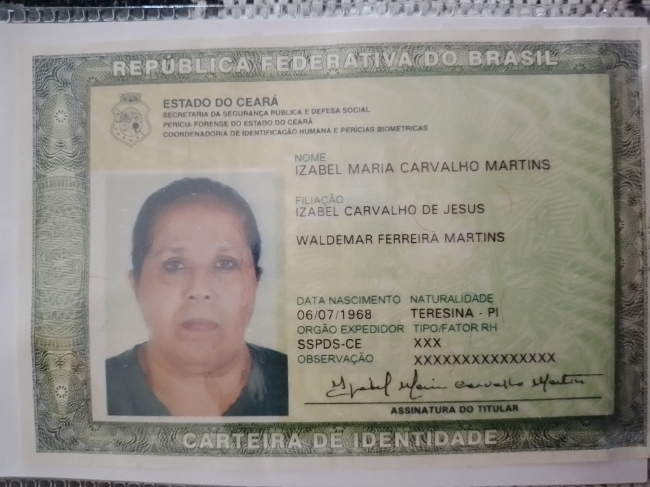 REPÚBLICA FEDERATIVA DO BRASIL
ESTADO DO CEARÁ
SECRETARIA DA SEGURANÇA PÚBLICA E DEFESA SOCIAL
PERÍCIA FORENSE DO ESTADO DO CEARÁ
COORDENADORIA DE IDENTIFICAÇÃO HUMANA E PERÍCIAS BIOMÉTRICAS
NOME
IZABEL MARIA CARVALHO MARTINS
FILIAÇÃO
IZABEL CARVALHO DE JESUS
WALDEMAR FERREIRA MARTINS
DATA NASCIMENTO NATURALIDADE
06/07/1968 TERESINA - PI
ORGÃO EXPEDIDOR TIPO/FATOR RH
SSPDS-CE XXX
OBSERVAÇÃO XXXXXXXXXXXXXXX
Izabel Maria Carvalho Martins
ASSINATURA DO TITULAR
CARTEIRA DE IDENTIDADE